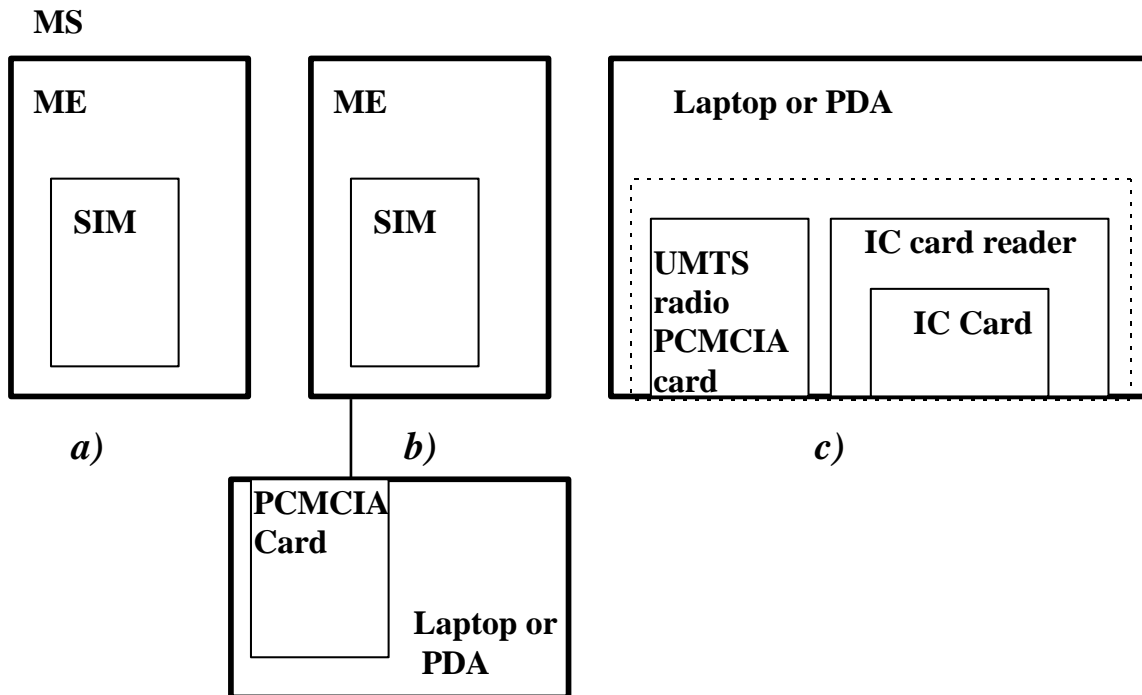 MS
ME
SIM
a)
ME
SIM
b)
PCMCIA
Card
Laptop or
PDA
Laptop or PDA
UMTS
radio
PCMCIA
card
IC card reader
IC Card
c)